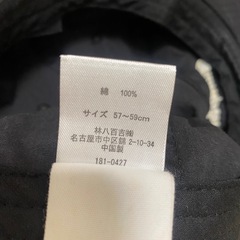 綿 100%
サイズ 57~59cm
林八百吉㈱
名古屋市中区錦 2-10-34
中国製
181-0427